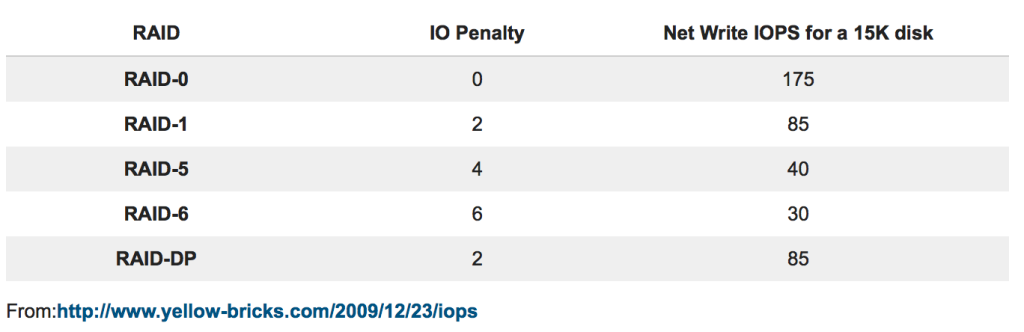 RAID IO Penalty Net Write IOPS for a 15K disk
RAID-0 0 175
RAID-1 2 85
RAID-5 4 40
RAID-6 6 30
RAID-DP 2 85
From:http://www.yellow-bricks.com/2009/12/23/iops